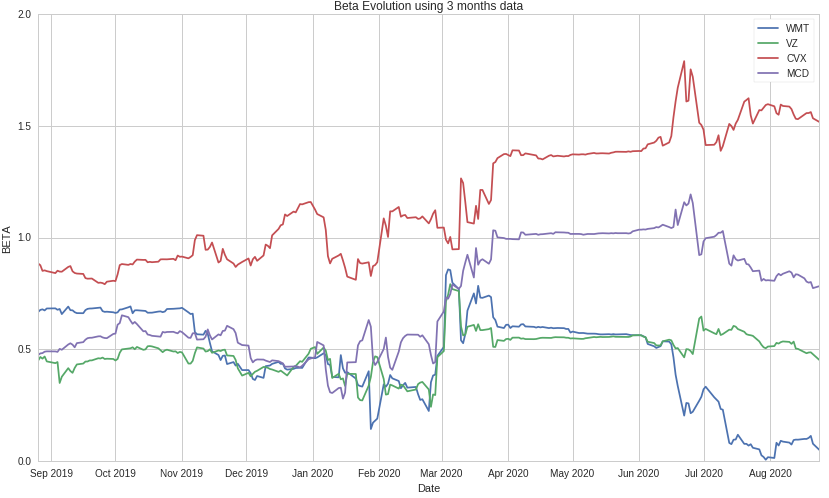 Beta Evolution using 3 months data
WMT
VZ
CVX
MCD
2.0
1.5
1.0
0.5
0.0
BETA
Sep 2019 Oct 2019 Nov 2019 Dec 2019 Jan 2020 Feb 2020 Mar 2020 Apr 2020 May 2020 Jun 2020 Jul 2020 Aug 2020
Date